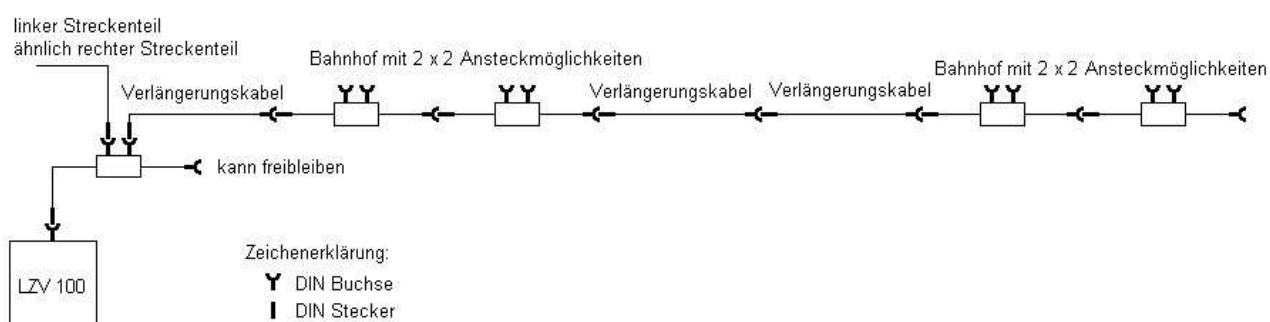 linker Streckenteil
ähnlich rechter Streckenteil
Bahnhof mit 2 x 2 Ansteckmöglichkeiten
Bahnhof mit 2 x 2 Ansteckmöglichkeiten
Verlängerungskabel
Verlängerungskabel
Verlängerungskabel
kann freibleiben
Zeichenerklärung:
LZV 100
DIN Buchse
DIN Stecker